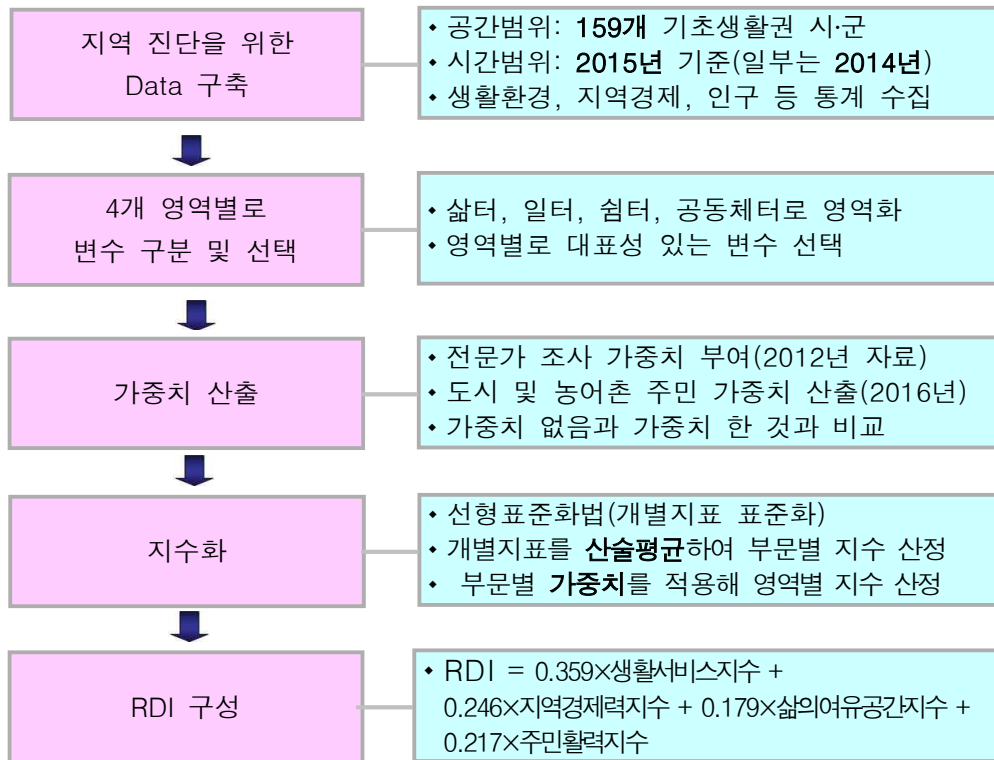 지역 진단을 위한
Data 구축
◆ 공간범위: 159개 기초생활권 시·군
◆ 시간범위: 2015년 기준(일부는 2014년)
◆ 생활환경, 지역경제, 인구 등 통계 수집
4개 영역별로
변수 구분 및 선택
◆ 삶터, 일터, 쉼터, 공동체터로 영역화
◆ 영역별로 대표성 있는 변수 선택
가중치 산출
◆ 전문가 조사 가중치 부여(2012년 자료)
◆ 도시 및 농어촌 주민 가중치 산출(2016년)
◆ 가중치 없음과 가중치 한 것과 비교
지수화
◆ 선형표준화법(개별지표 표준화)
◆ 개별지표를 산술평균하여 부문별 지수 산정
◆ 부문별 가중치를 적용해 영역별 지수 산정
RDI 구성
◆ RDI = 0.359×생활서비스지수 +
0.246×지역경제력지수 + 0.179×삶의여유공간지수 +
0.217×주민활력지수